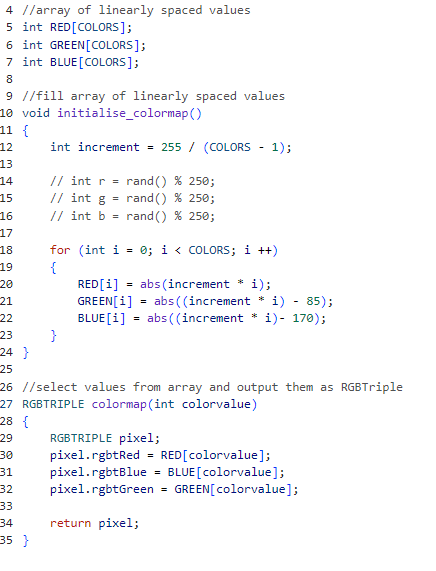 4 //array of linearly spaced values
5 int RED[COLORS];
6 int GREEN[COLORS];
7 int BLUE[COLORS];
8
9 //fill array of linearly spaced values
10 void initialise_colormap()
11 {
12     int increment = 255 / (COLORS - 1);
13
14     // int r = rand() % 250;
15     // int g = rand() % 250;
16     // int b = rand() % 250;
17
18     for (int i = 0; i < COLORS; i ++)
19     {
20         RED[i] = abs(increment * i);
21         GREEN[i] = abs((increment * i) - 85);
22         BLUE[i] = abs((increment * i)- 170);
23     }
24 }
25
26 //select values from array and output them as RGBTriple
27 RGBTRIPLE colormap(int colorvalue)
28 {
29     RGBTRIPLE pixel;
30     pixel.rgbtRed = RED[colorvalue];
31     pixel.rgbtBlue = BLUE[colorvalue];
32     pixel.rgbtGreen = GREEN[colorvalue];
33
34     return pixel;
35 }